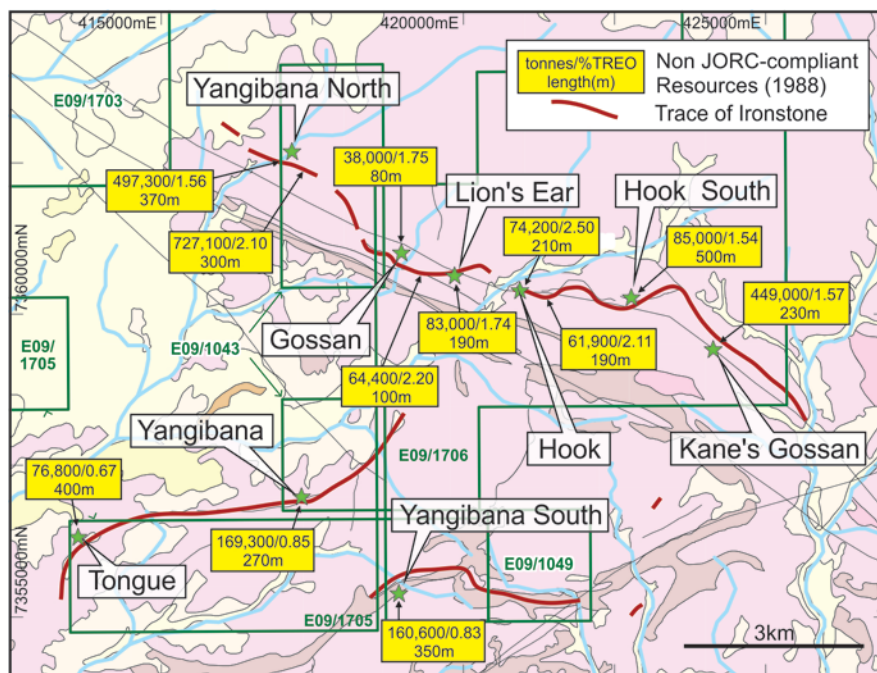 415000mE
420000mE
425000mE
tonnes/%TREO
length(m)
Non JORC-compliant
Resources (1988)
Trace of Ironstone
E09/1703
Yangibana North
38,000/1.75
80m
Lion's Ear
Hook South
497,300/1.56
370m
74,200/2.50
210m
85,000/1.54
500m
727,100/2.10
300m
7360000mN
449,000/1.57
230m
Gossan
83,000/1.74
190m
61,900/2.11
190m
E09/
1705
E09/1043
64,400/2.20
100m
Yangibana
Hook
Kane's Gossan
76,800/0.67
400m
E09/1706
Yangibana South
169,300/0.85
270m
Tongue
E09/1049
7355000mN
E09/1705
160,600/0.83
350m
3km